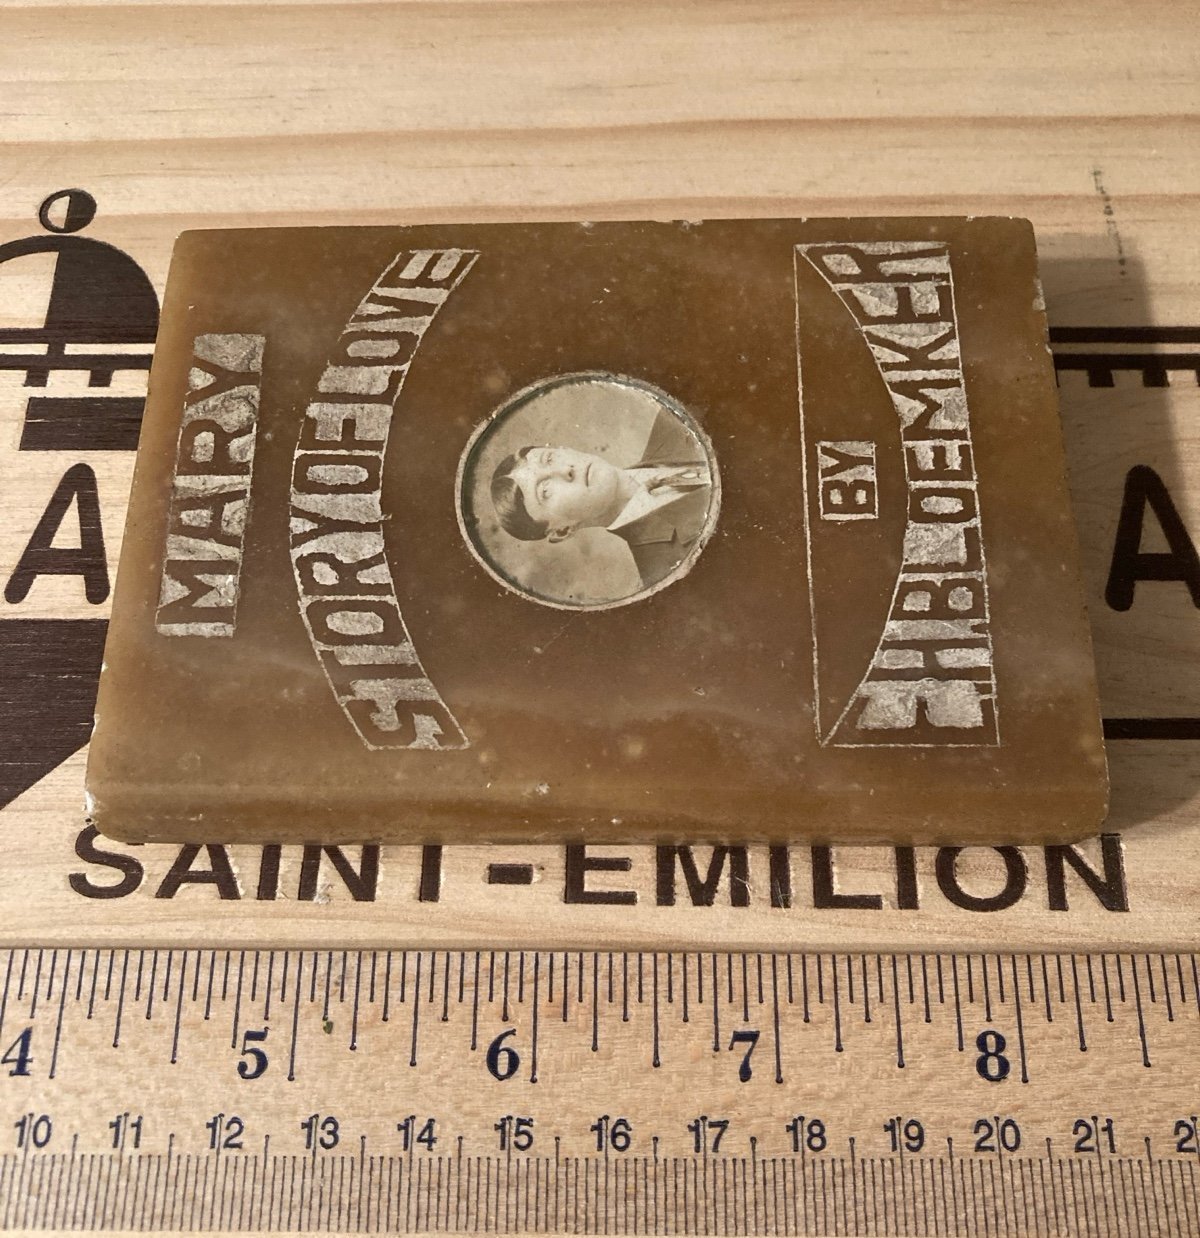 MARY
STORY OF LOVE
BY
E.H.BLOEMKER
A
A
SAINT-EMILION
4 5 6 7 8
10 11 12 13 14 15 16 17 18 19 20 21